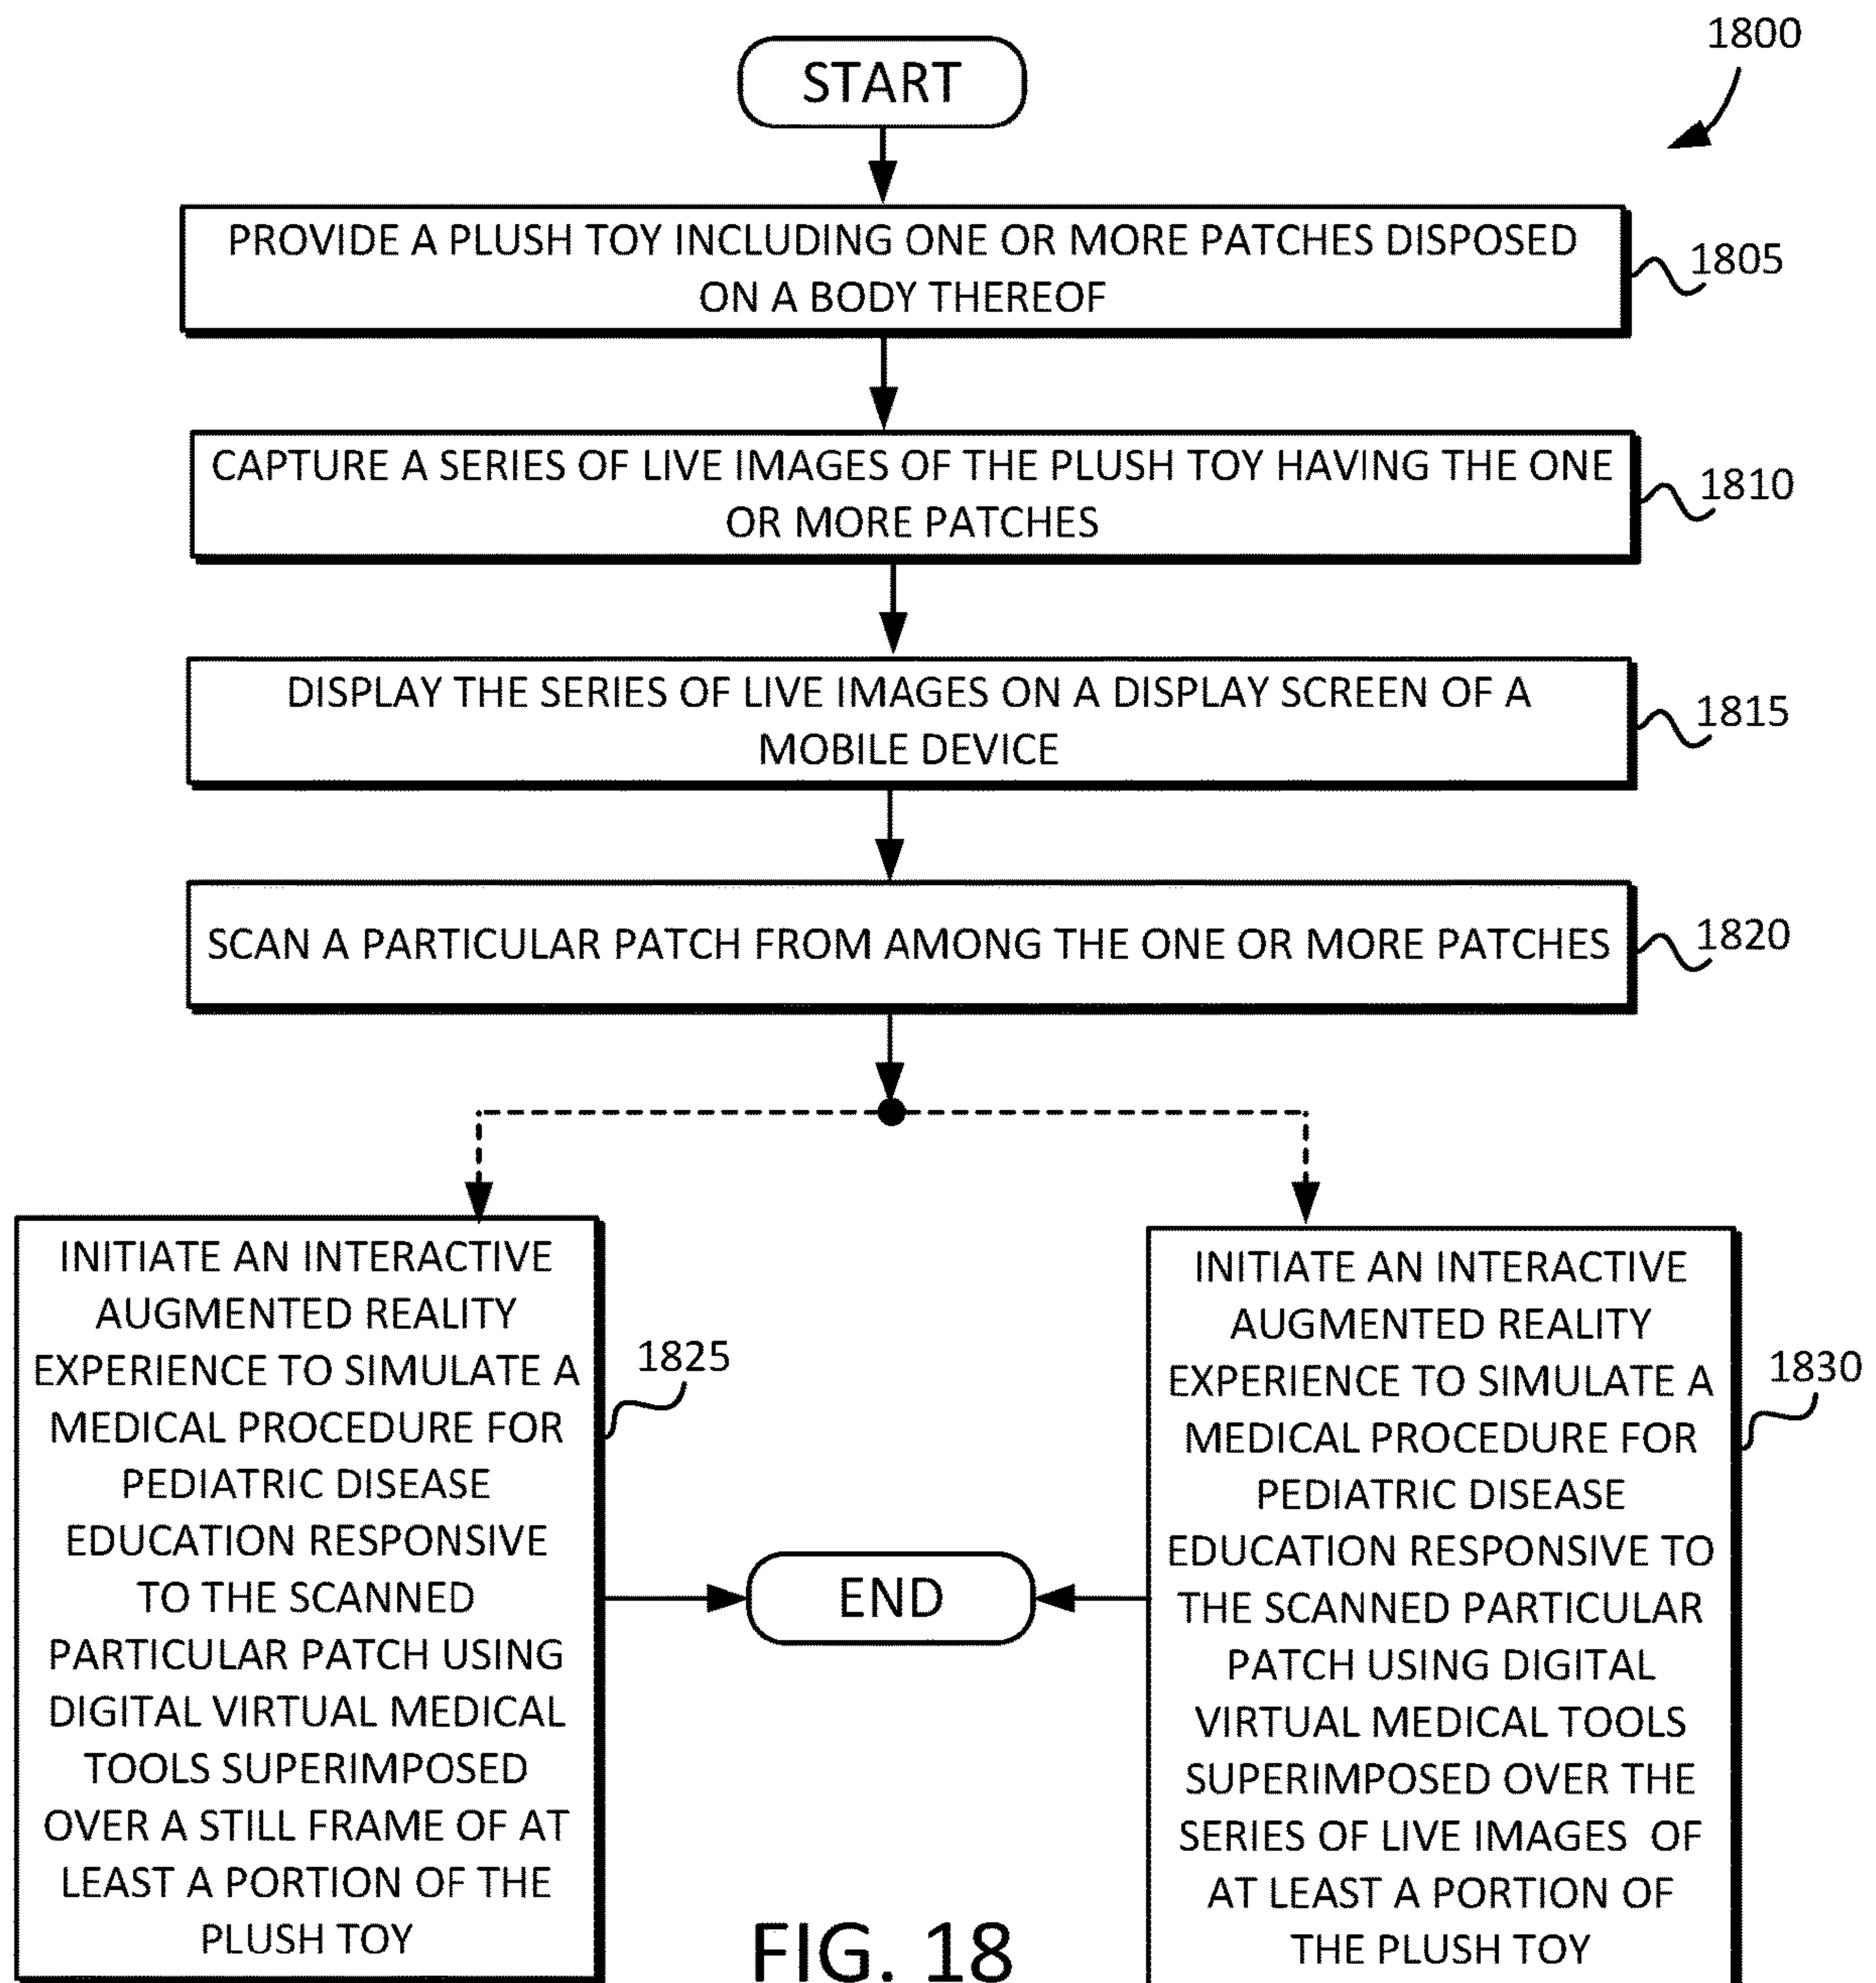 1800
START
PROVIDE A PLUSH TOY INCLUDING ONE OR MORE PATCHES DISPOSED
ON A BODY THEREOF
1805
CAPTURE A SERIES OF LIVE IMAGES OF THE PLUSH TOY HAVING THE ONE
OR MORE PATCHES
1810
DISPLAY THE SERIES OF LIVE IMAGES ON A DISPLAY SCREEN OF A
MOBILE DEVICE
1815
SCAN A PARTICULAR PATCH FROM AMONG THE ONE OR MORE PATCHES
1820
INITIATE AN INTERACTIVE
AUGMENTED REALITY
EXPERIENCE TO SIMULATE A
MEDICAL PROCEDURE FOR
PEDIATRIC DISEASE
EDUCATION RESPONSIVE
TO THE SCANNED
PARTICULAR PATCH USING
DIGITAL VIRTUAL MEDICAL
TOOLS SUPERIMPOSED
OVER A STILL FRAME OF AT
LEAST A PORTION OF THE
PLUSH TOY
1825
END
INITIATE AN INTERACTIVE
AUGMENTED REALITY
EXPERIENCE TO SIMULATE A
MEDICAL PROCEDURE FOR
PEDIATRIC DISEASE
EDUCATION RESPONSIVE TO
THE SCANNED PARTICULAR
PATCH USING DIGITAL
VIRTUAL MEDICAL TOOLS
SUPERIMPOSED OVER THE
SERIES OF LIVE IMAGES OF
AT LEAST A PORTION OF
THE PLUSH TOY
1830
FIG. 18